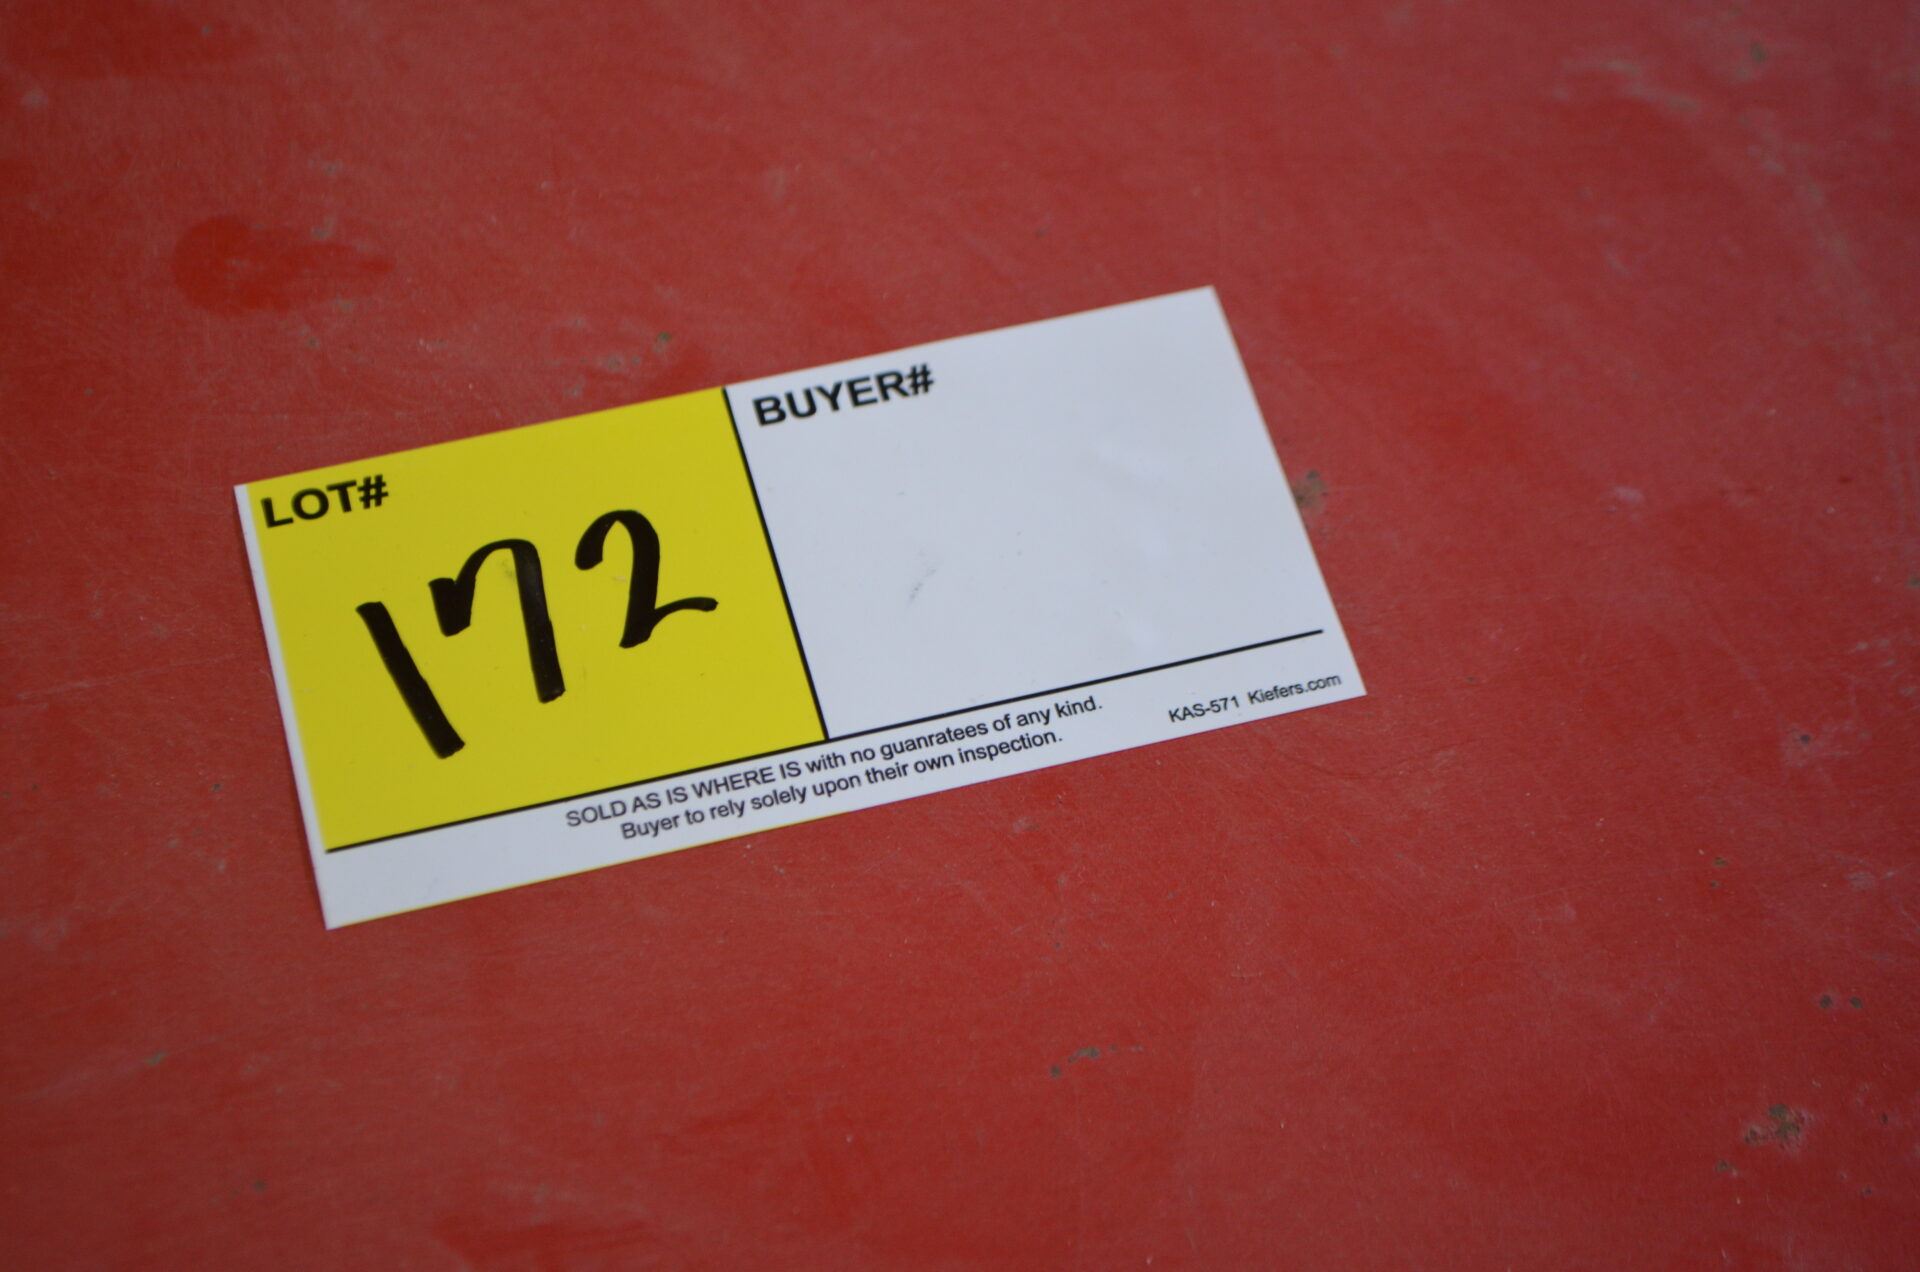 LOT#
172
BUYER#
SOLD AS IS WHERE IS with no guanratees of any kind.
Buyer to rely solely upon their own inspection.
KAS-571 Kiefers.com